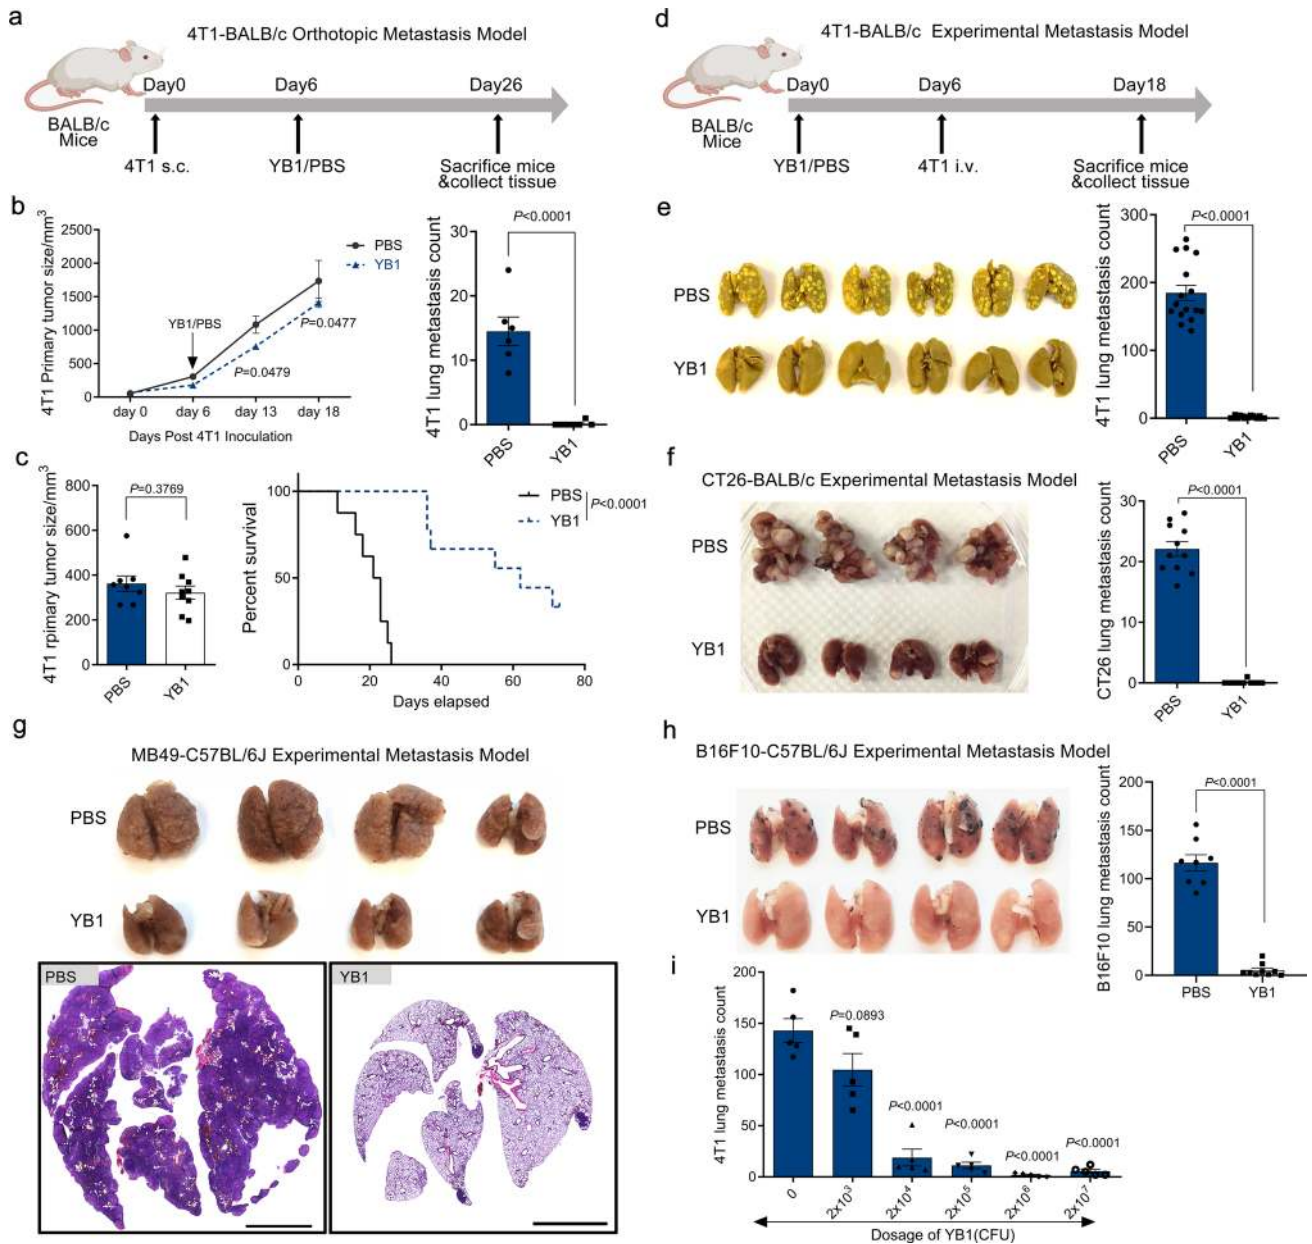 a
4T1-BALB/c Orthotopic Metastasis Model
Day0 Day6 Day26
BALB/c
Mice
4T1 s.c. YB1/PBS Sacrifice mice
&collect tissue
d
4T1-BALB/c Experimental Metastasis Model
Day0 Day6 Day18
BALB/c
Mice
YB1/PBS 4T1 i.v. Sacrifice mice
&collect tissue
b
4T1 Primary tumor size/mm³
2500
2000
1500
1000
500
0
PBS
YB1
YB1/PBS
P=0.0477
P=0.0479
day 0 day 6 day 13 day 18
Days Post 4T1 Inoculation
4T1 lung metastasis count
30
20
10
0
P<0.0001
PBS YB1
e
PBS
YB1
4T1 lung metastasis count
300
200
100
0
P<0.0001
PBS YB1
c
4T1 rpimary tumor size/mm³
800
600
400
200
0
P=0.3769
PBS YB1
Percent survival
100
50
0
PBS
YB1
P<0.0001
0 20 40 60 80
Days elapsed
f
CT26-BALB/c Experimental Metastasis Model
PBS
YB1
CT26 lung metastasis count
30
20
10
0
P<0.0001
PBS YB1
g
MB49-C57BL/6J Experimental Metastasis Model
PBS
YB1
PBS
YB1
h
B16F10-C57BL/6J Experimental Metastasis Model
PBS
YB1
B16F10 lung metastasis count
200
150
100
50
0
P<0.0001
PBS YB1
i
4T1 lung metastasis count
200
150
100
50
0
P=0.0893
P<0.0001
P<0.0001
P<0.0001
P<0.0001
0 2x10³ 2x10⁴ 2x10⁵ 2x10⁶ 2x10⁷
Dosage of YB1(CFU)